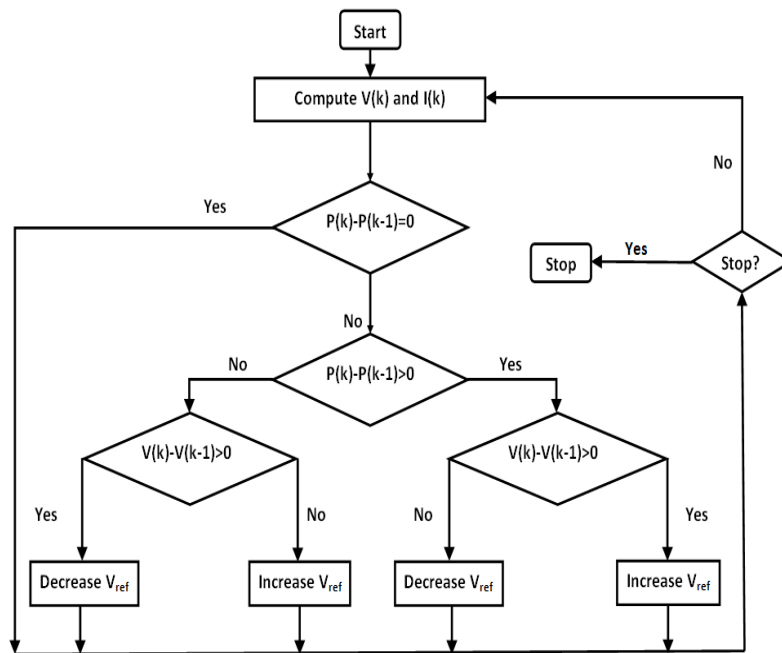 Start
Compute V(k) and I(k)
No
Yes
P(k)-P(k-1)=0
Stop
Yes
Stop?
No
No
P(k)-P(k-1)>0
Yes
V(k)-V(k-1)>0
V(k)-V(k-1)>0
Yes
No
No
Yes
Decrease Vref
Increase Vref
Decrease Vref
Increase Vref